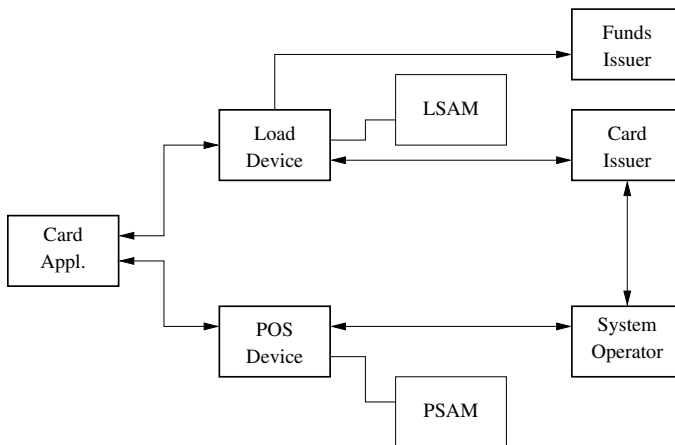 Funds
Issuer
LSAM
Load
Device
Card
Issuer
Card
Appl.
POS
Device
System
Operator
PSAM